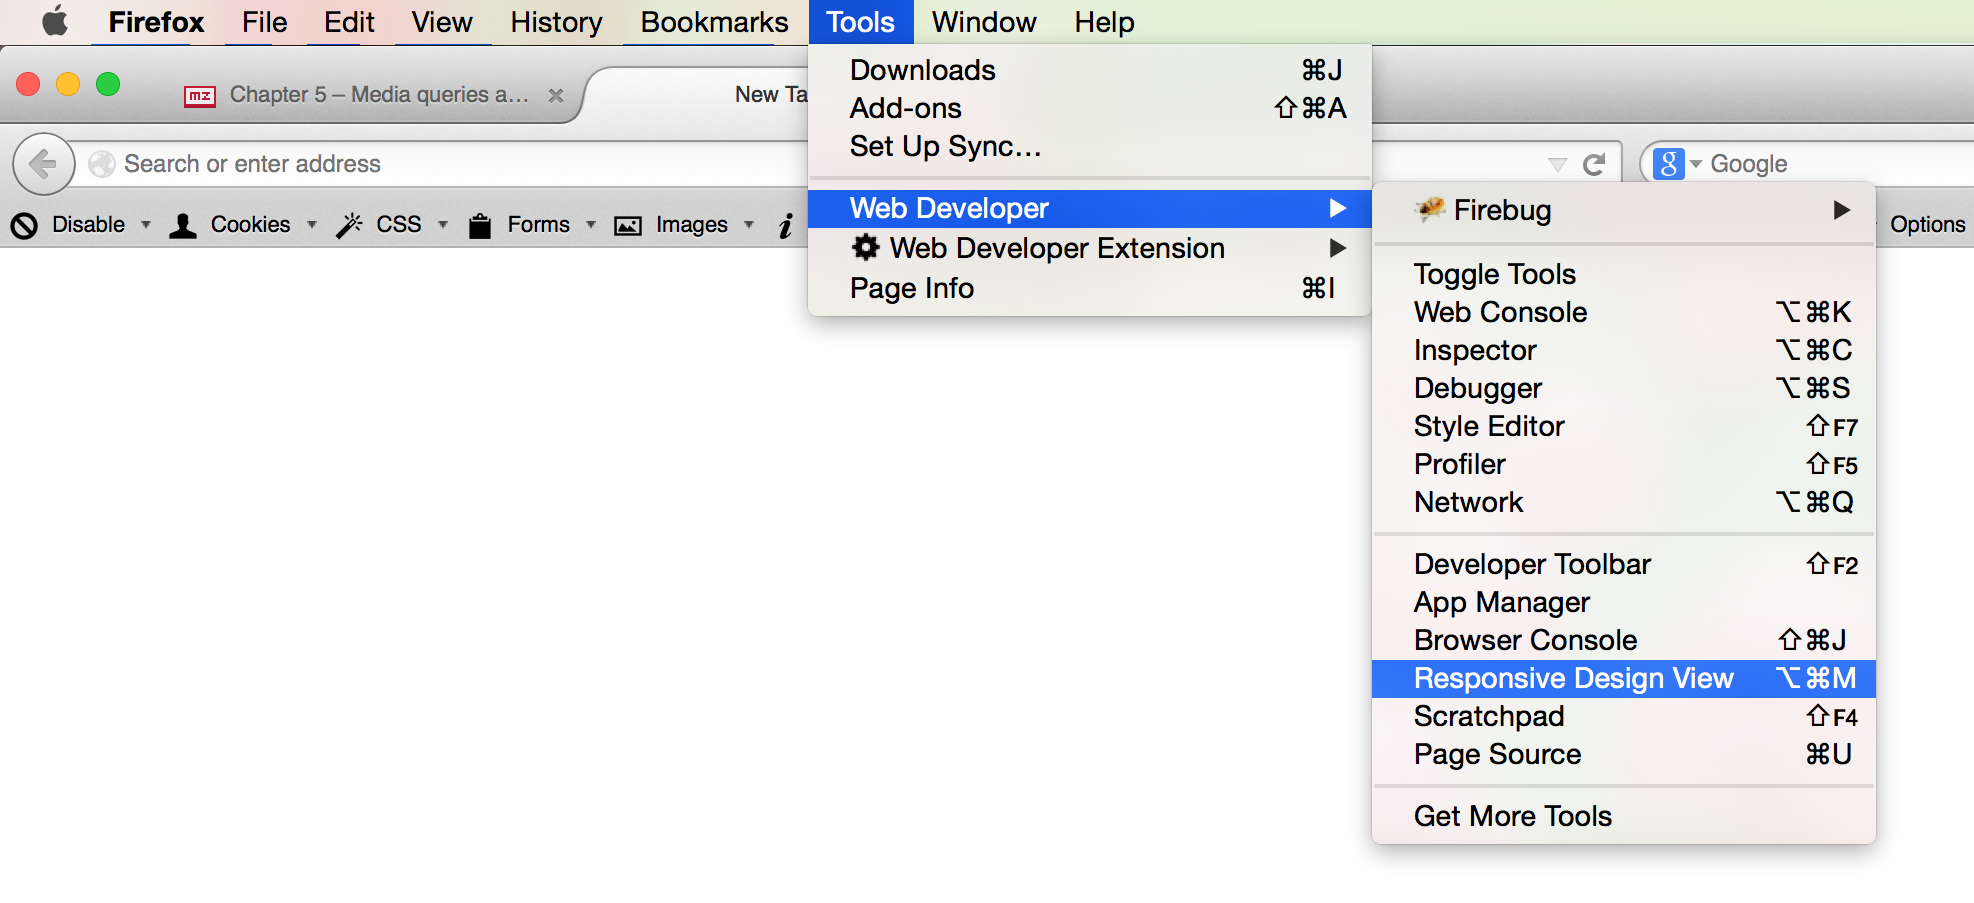 Firefox File Edit View History Bookmarks Tools Window Help
mz Chapter 5 – Media queries a... New Ta
Search or enter address
g Google
Disable Cookies CSS Forms Images i Options
Downloads ⌘J
Add-ons ⇧⌘A
Set Up Sync...
Web Developer
Web Developer Extension
Page Info ⌘I
Firebug
Toggle Tools
Web Console ⌥⌘K
Inspector ⌥⌘C
Debugger ⌥⌘S
Style Editor ⇧F7
Profiler ⇧F5
Network ⌥⌘Q
Developer Toolbar ⇧F2
App Manager
Browser Console ⇧⌘J
Responsive Design View ⌥⌘M
Scratchpad ⇧F4
Page Source ⌘U
Get More Tools